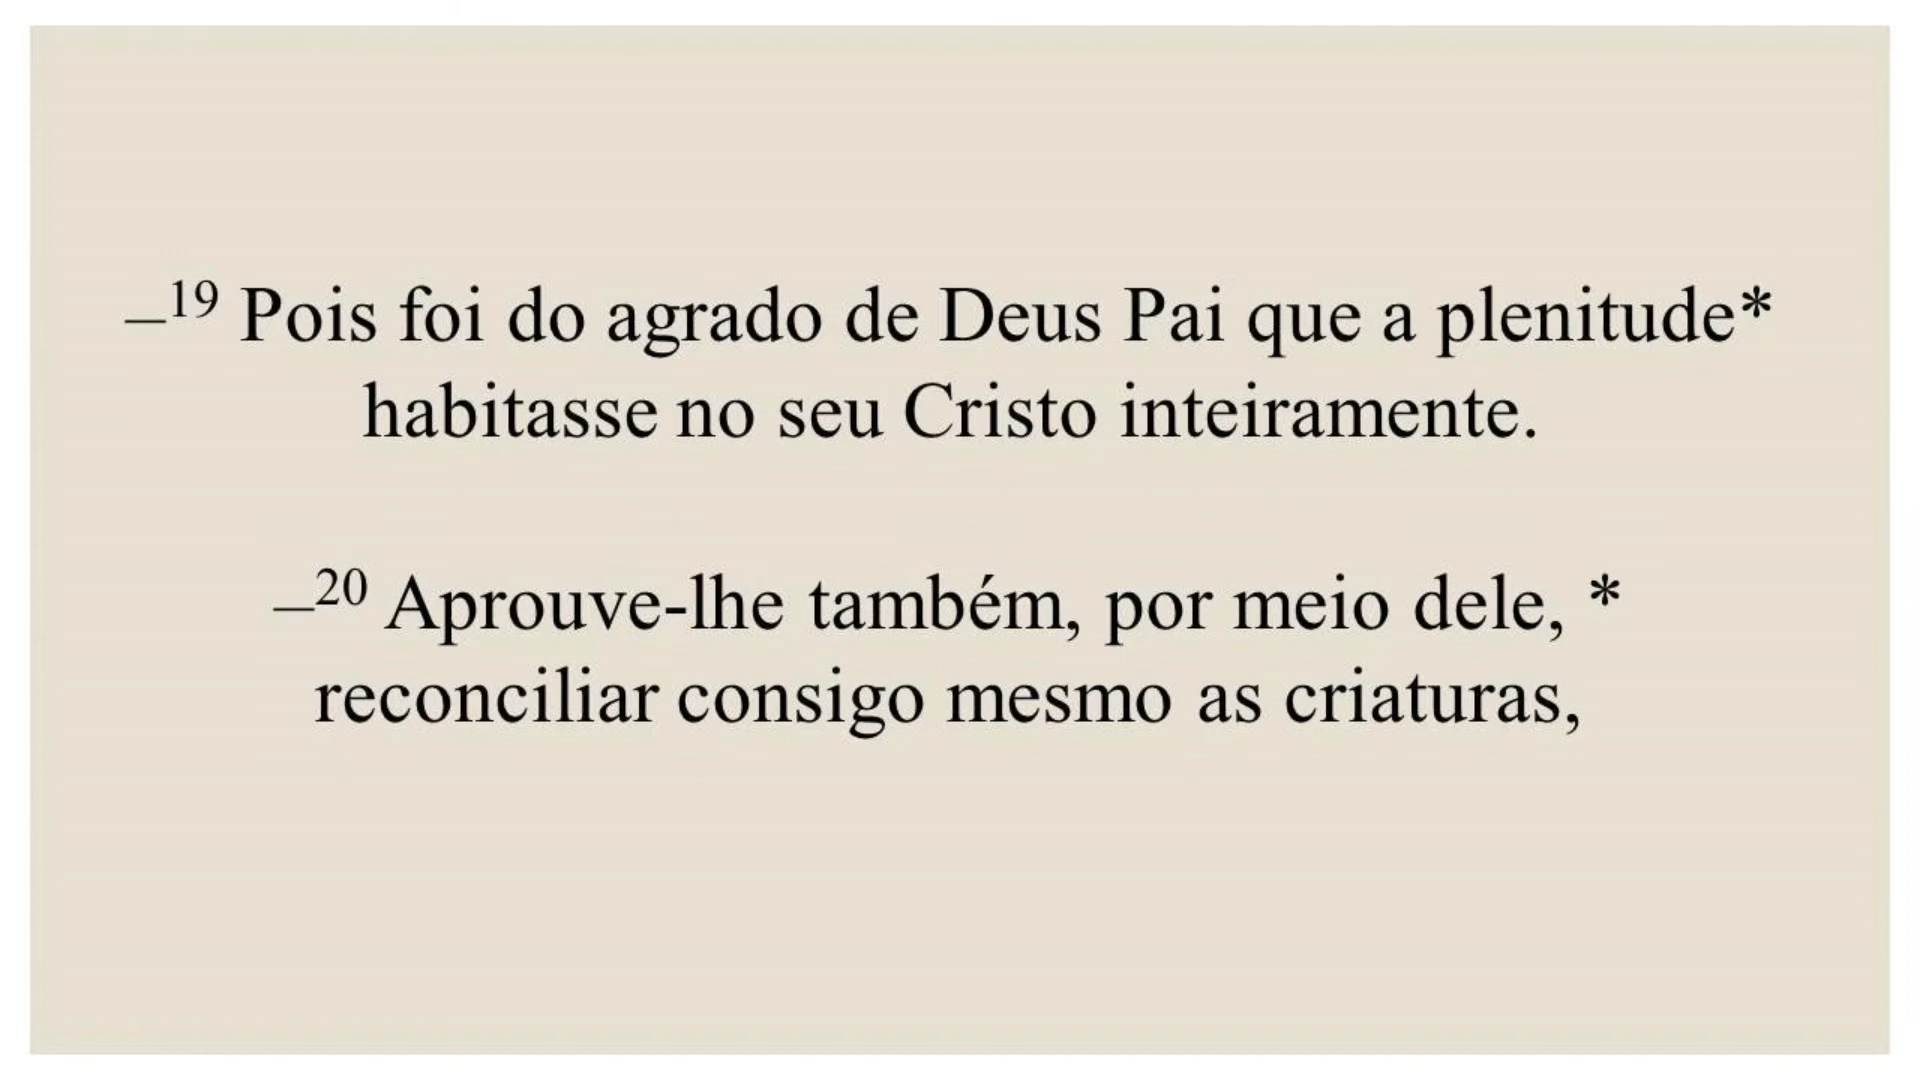 –19 Pois foi do agrado de Deus Pai que a plenitude*
habitasse no seu Cristo inteiramente.
–20 Aprouve-lhe também, por meio dele, *
reconciliar consigo mesmo as criaturas,